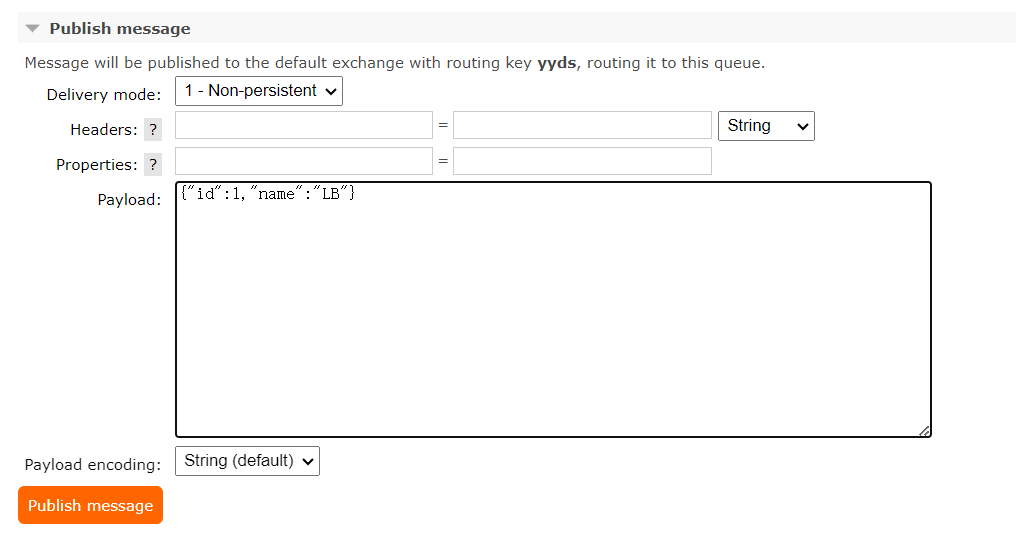 Publish message
Message will be published to the default exchange with routing key yyds, routing it to this queue.
Delivery mode: 1 - Non-persistent
Headers: ? = String
Properties: ? =
Payload: {"id":1,"name":"LB"}
Payload encoding: String (default)
Publish message